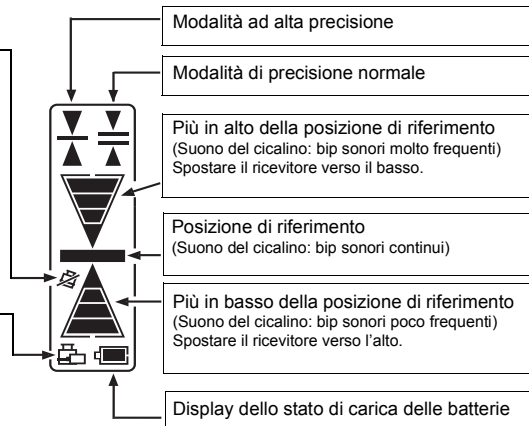 Modalità ad alta precisione
Modalità di precisione normale
Più in alto della posizione di riferimento
(Suono del cicalino: bip sonori molto frequenti)
Spostare il ricevitore verso il basso.
Posizione di riferimento
(Suono del cicalino: bip sonori continui)
Più in basso della posizione di riferimento
(Suono del cicalino: bip sonori poco frequenti)
Spostare il ricevitore verso l'alto.
Display dello stato di carica delle batterie